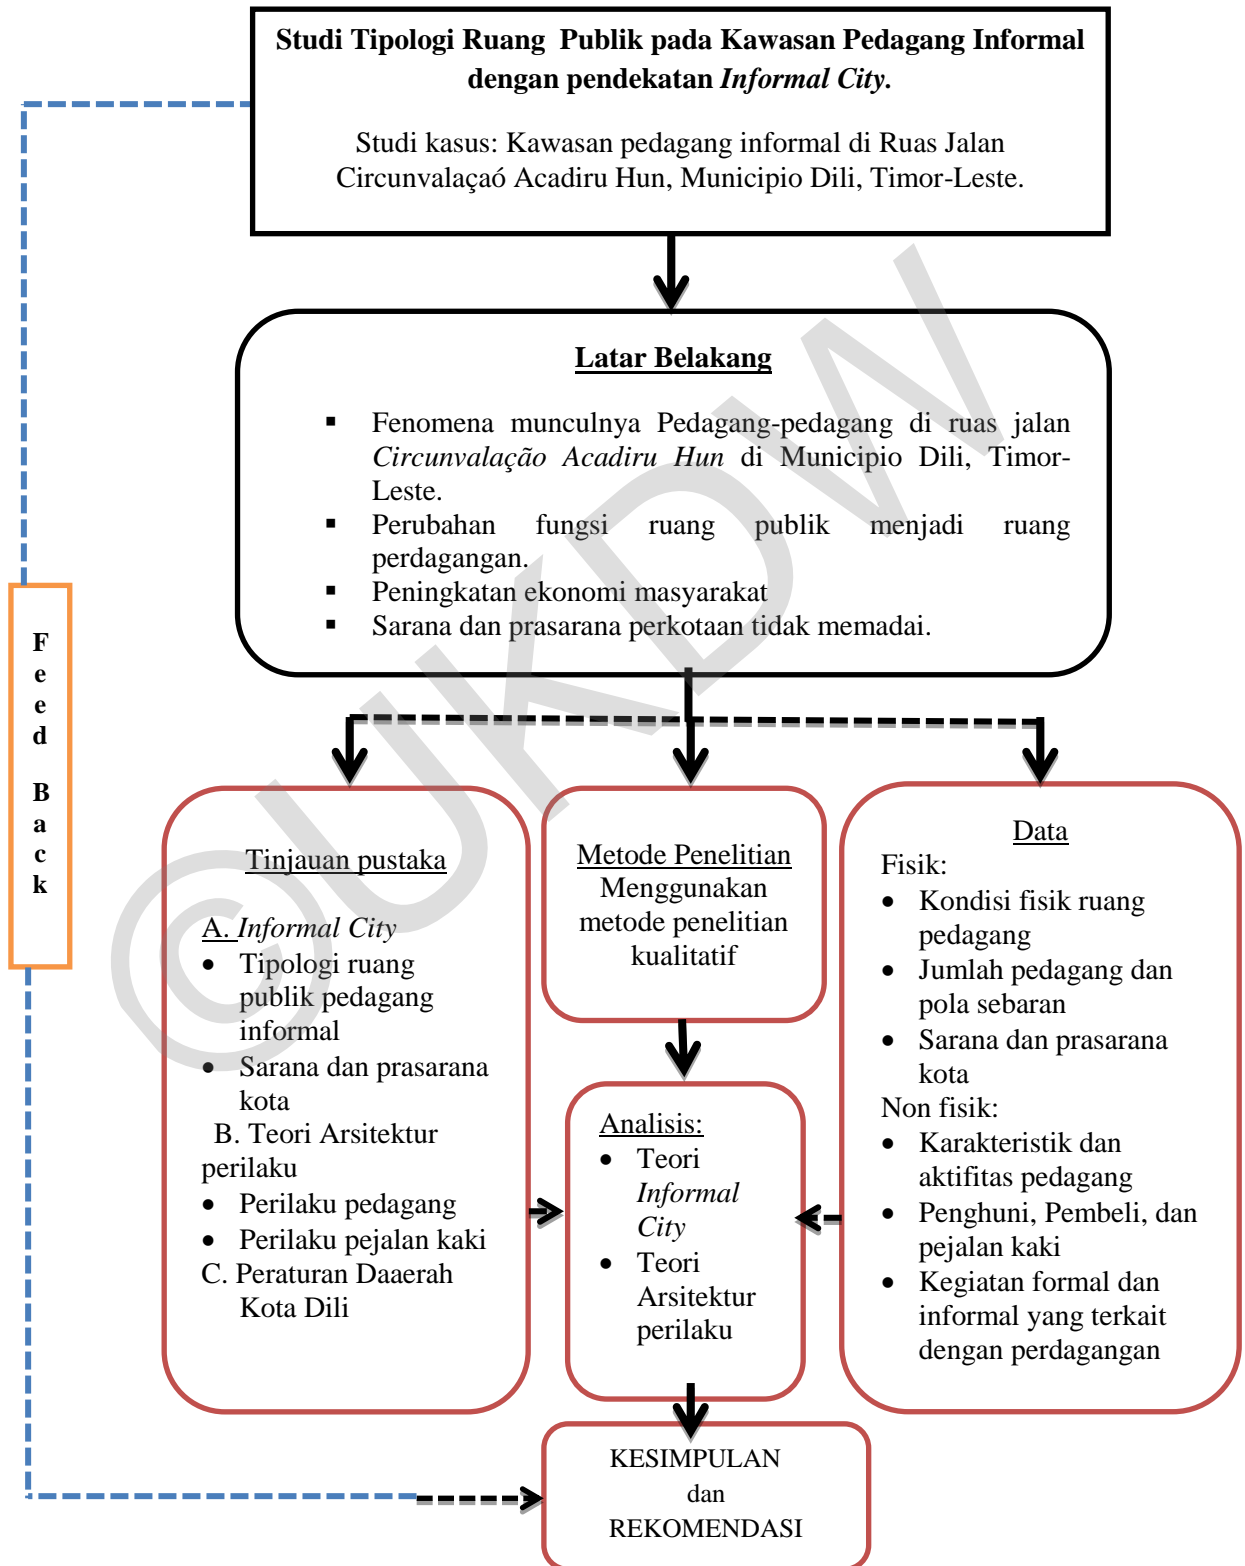 Studi Tipologi Ruang Publik pada Kawasan Pedagang Informal
dengan pendekatan Informal City.
Studi kasus: Kawasan pedagang informal di Ruas Jalan
Circunvalaçaó Acadiru Hun, Municipio Dili, Timor-Leste.
Latar Belakang
▪ Fenomena munculnya Pedagang-pedagang di ruas jalan
Circunvalação Acadiru Hun di Municipio Dili, Timor-
Leste.
▪ Perubahan fungsi ruang publik menjadi ruang
perdagangan.
▪ Peningkatan ekonomi masyarakat
▪ Sarana dan prasarana perkotaan tidak memadai.
F
e
e
d
B
a
c
k
Tinjauan pustaka
A. Informal City
• Tipologi ruang
publik pedagang
informal
• Sarana dan prasarana
kota
B. Teori Arsitektur
perilaku
• Perilaku pedagang
• Perilaku pejalan kaki
C. Peraturan Daaerah
Kota Dili
Metode Penelitian
Menggunakan
metode penelitian
kualitatif
Analisis:
• Teori
Informal
City
• Teori
Arsitektur
perilaku
Data
Fisik:
• Kondisi fisik ruang
pedagang
• Jumlah pedagang dan
pola sebaran
• Sarana dan prasarana
kota
Non fisik:
• Karakteristik dan
aktifitas pedagang
• Penghuni, Pembeli, dan
pejalan kaki
• Kegiatan formal dan
informal yang terkait
dengan perdagangan
KESIMPULAN
dan
REKOMENDASI
©UKDW